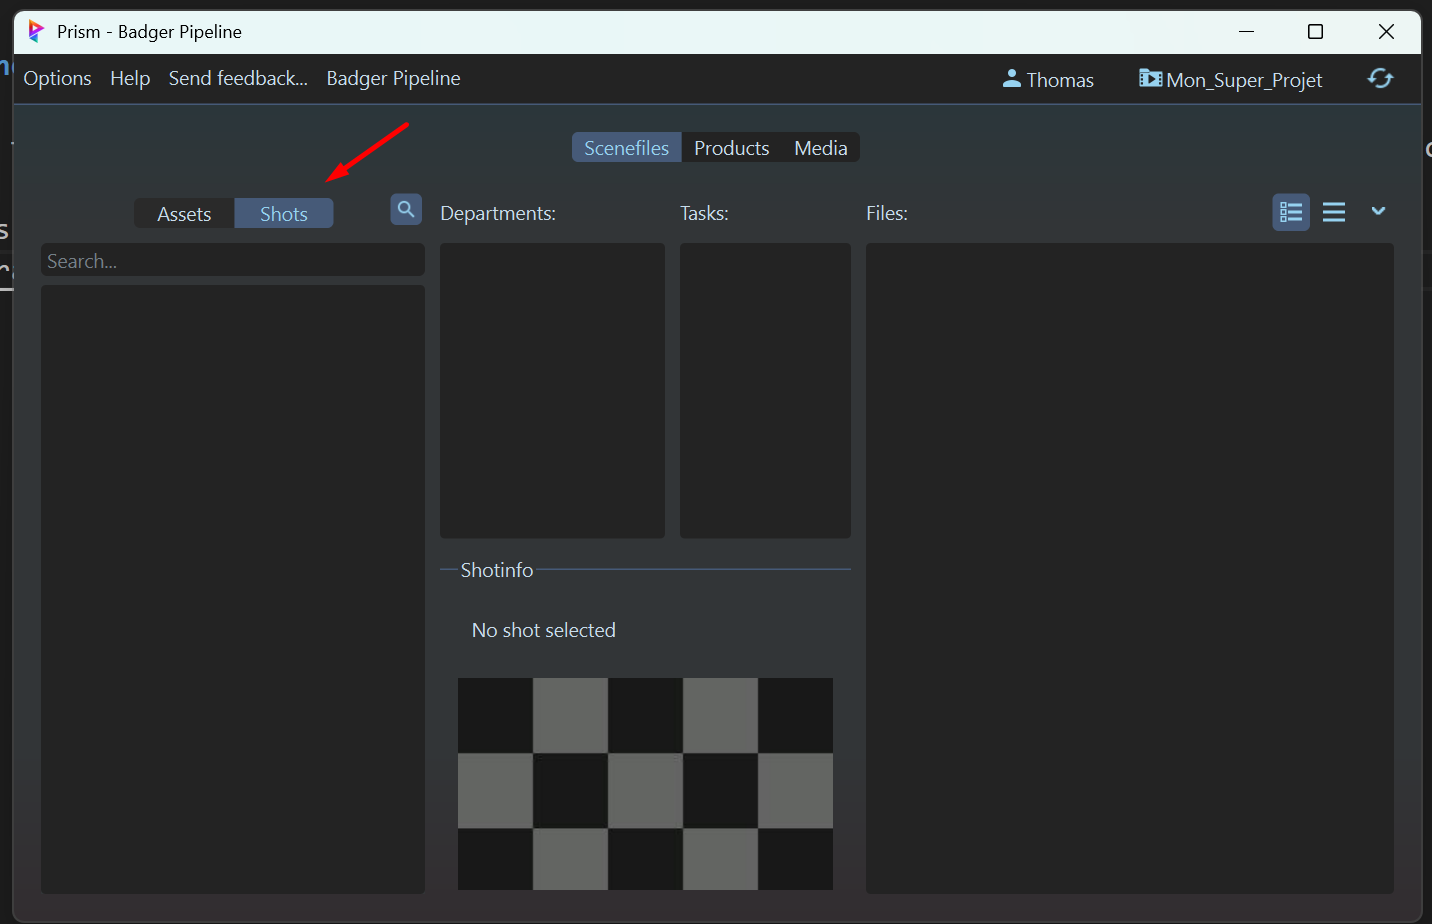 Prism - Badger Pipeline
Options Help Send feedback... Badger Pipeline Thomas Mon_Super_Projet
Scenefiles Products Media
Assets Shots Departments: Tasks: Files:
Search...
Shotinfo
No shot selected